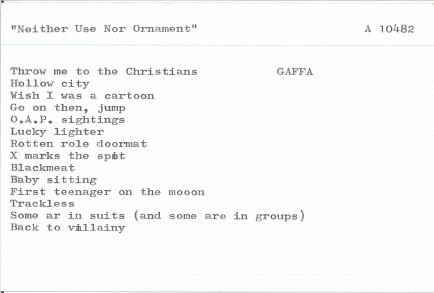 "Neither Use Nor Ornament" A 10482
Throw me to the Christians GAFFA
Hollow city
Wish I was a cartoon
Go on then, jump
O.A.P. sightings
Lucky lighter
Rotten role doormat
X marks the spot
Blackmeat
Baby sitting
First teenager on the mooon
Trackless
Some ar in suits (and some are in groups)
Back to villainy